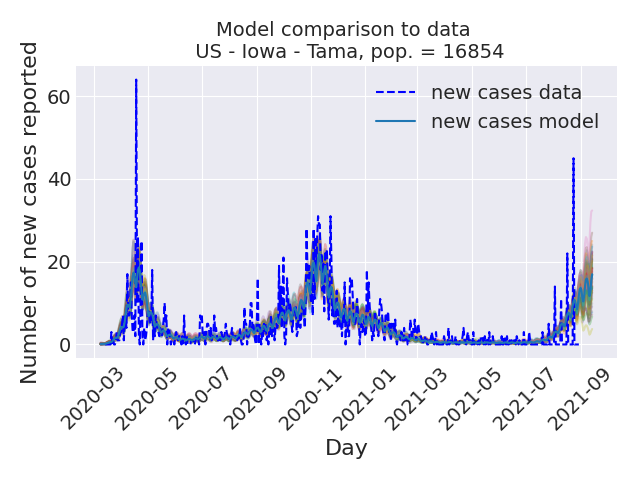 Model comparison to data
US - Iowa - Tama, pop. = 16854
Number of new cases reported
60
40
20
0
new cases data
new cases model
2020-03
2020-05
2020-07
2020-09
2020-11
2021-01
2021-03
2021-05
2021-07
2021-09
Day